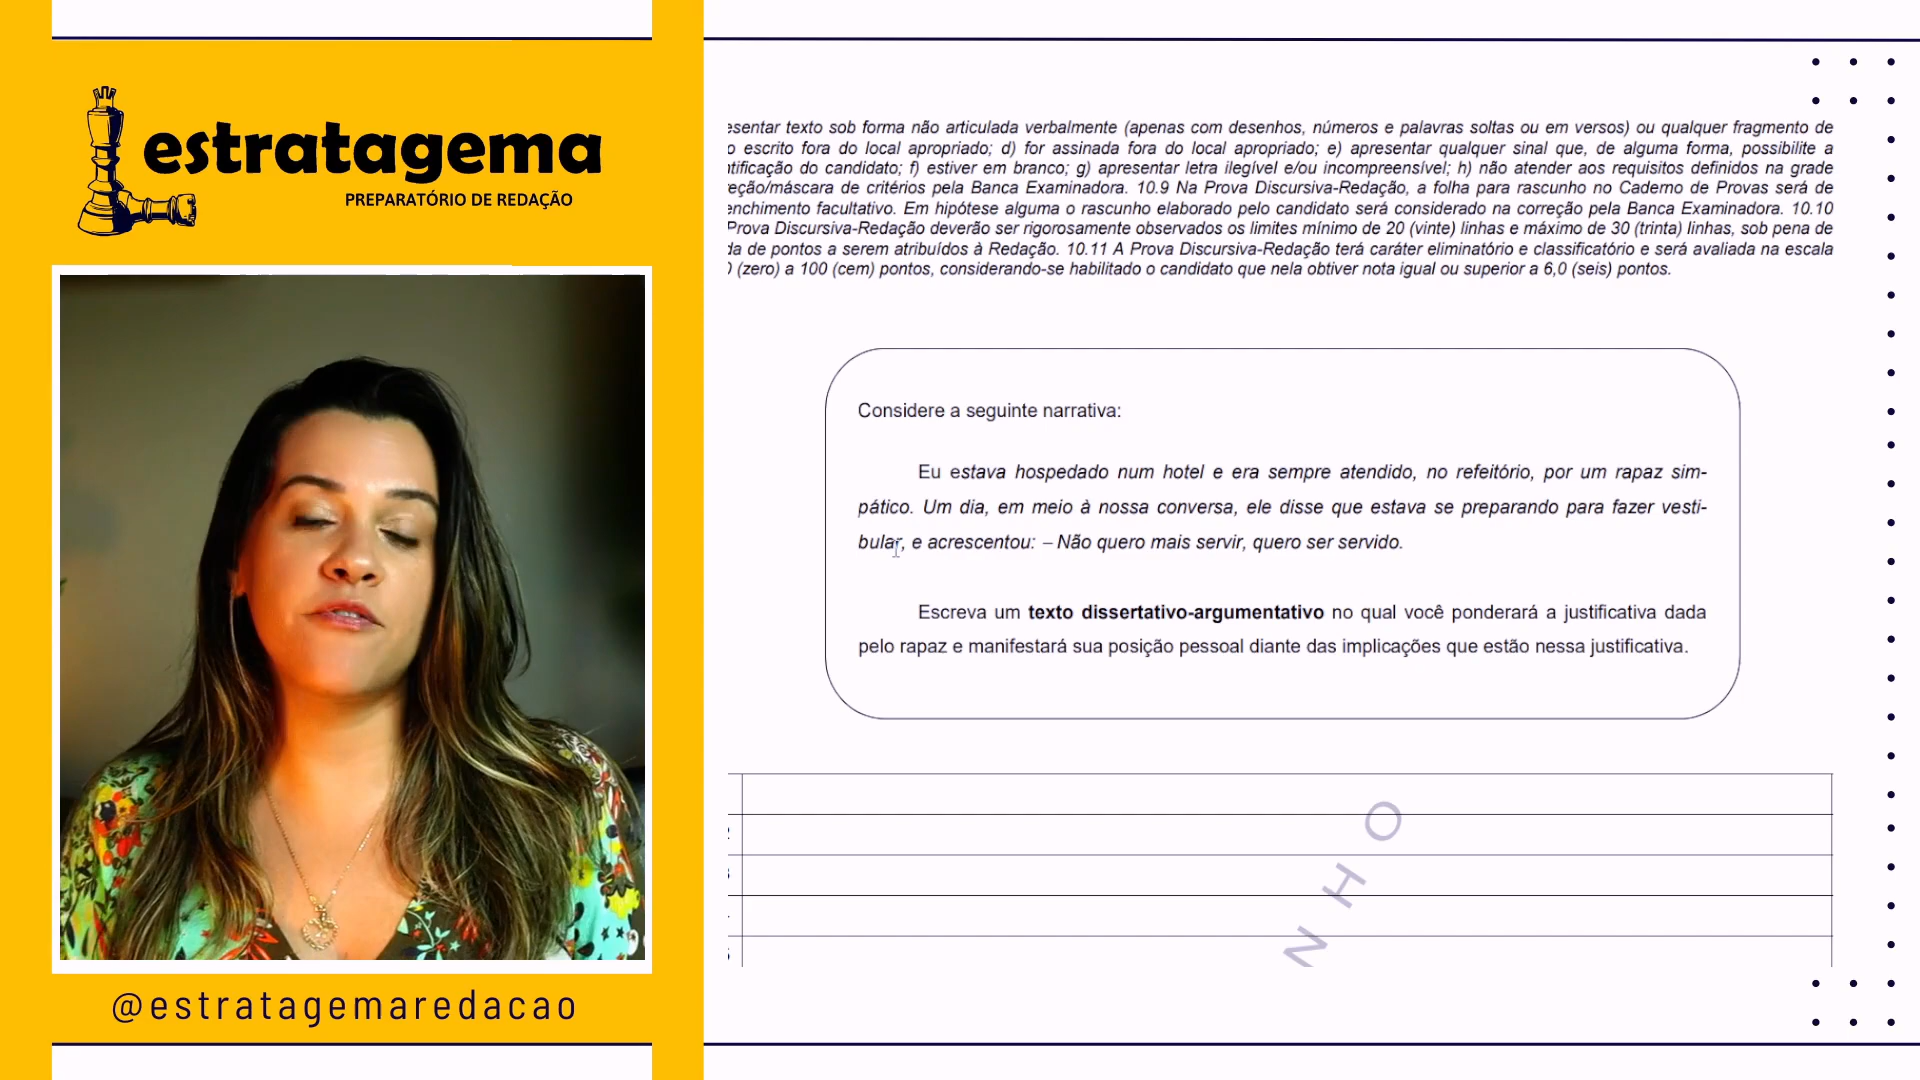 estratagema
PREPARATÓRIO DE REDAÇÃO
@estratagemaredacao
texto sob forma não articulada verbalmente (apenas com desenhos, números e palavras soltas ou em versos) ou qualquer fragmento de
escrito fora do local apropriado; d) for assinada fora do local apropriado; e) apresentar qualquer sinal que, de alguma forma, possibilite a
do candidato; f) estiver em branco; g) apresentar letra ilegível e/ou incompreensível; h) não atender aos requisitos definidos na grade
de critérios pela Banca Examinadora. 10.9 Na Prova Discursiva-Redação, a folha para rascunho no Caderno de Provas será de
facultativo. Em hipótese alguma o rascunho elaborado pelo candidato será considerado na correção pela Banca Examinadora. 10.10
Prova Discursiva-Redação deverão ser rigorosamente observados os limites mínimo de 20 (vinte) linhas e máximo de 30 (trinta) linhas, sob pena de
de pontos a serem atribuídos à Redação. 10.11 A Prova Discursiva-Redação terá caráter eliminatório e classificatório e será avaliada na escala
(zero) a 100 (cem) pontos, considerando-se habilitado o candidato que nela obtiver nota igual ou superior a 6,0 (seis) pontos.
Considere a seguinte narrativa:
Eu estava hospedado num hotel e era sempre atendido, no refeitório, por um rapaz sim-
pático. Um dia, em meio à nossa conversa, ele disse que estava se preparando para fazer vesti-
bular, e acrescentou: – Não quero mais servir, quero ser servido.
Escreva um texto dissertativo-argumentativo no qual você ponderará a justificativa dada
pelo rapaz e manifestará sua posição pessoal diante das implicações que estão nessa justificativa.
N H O